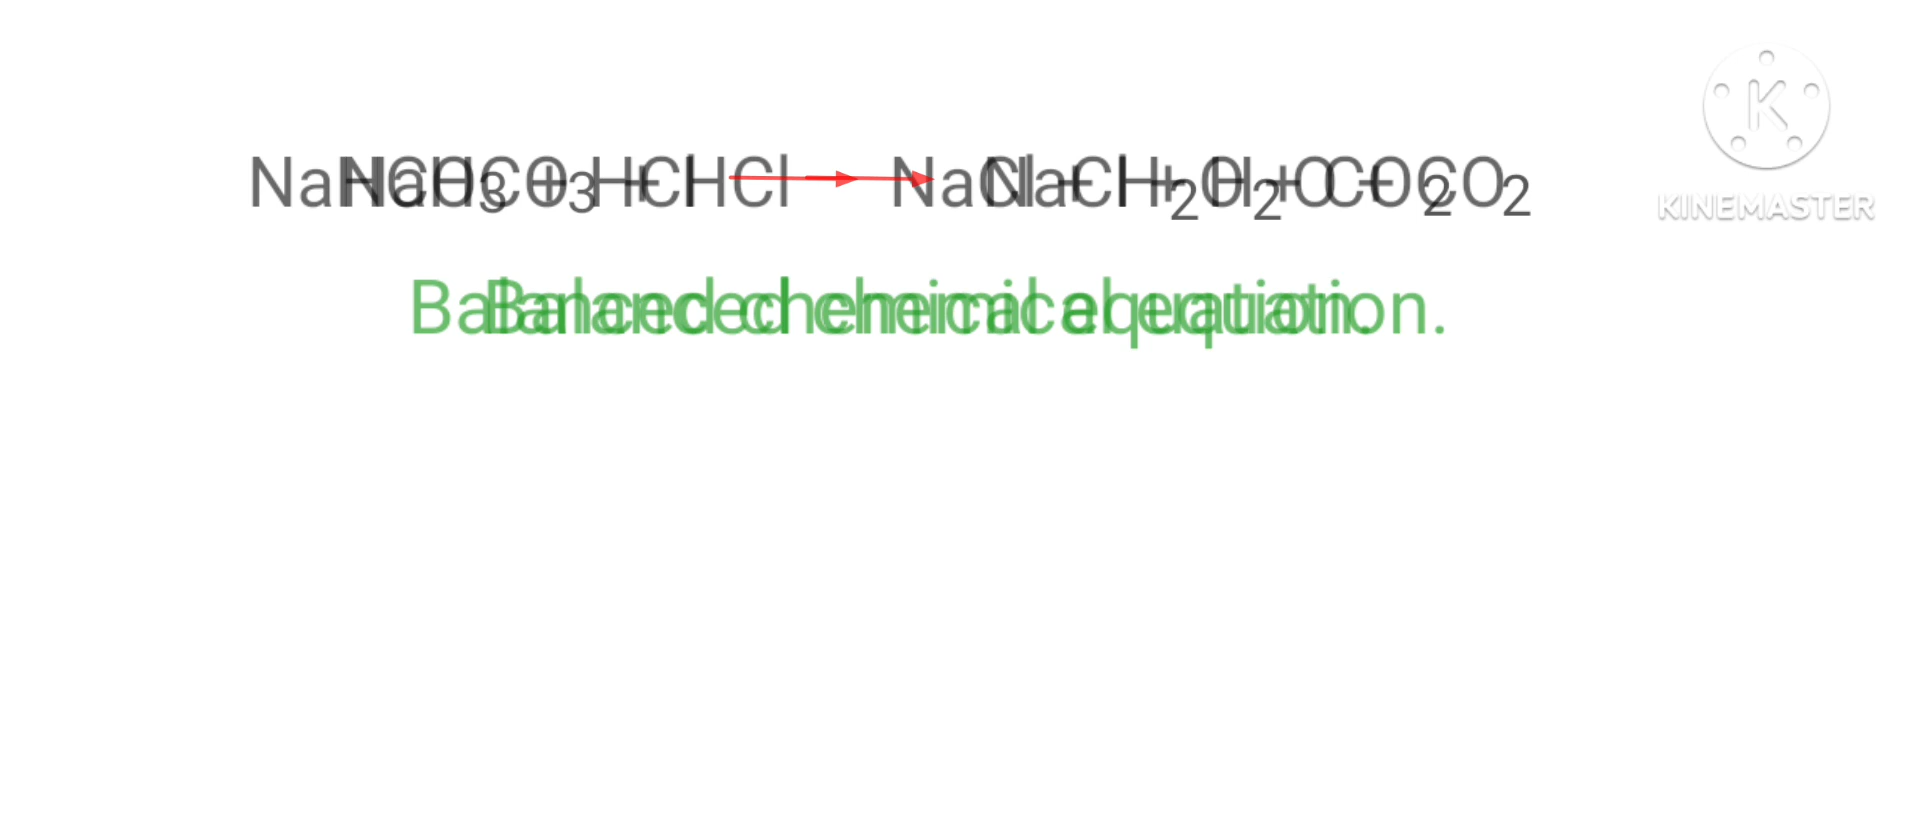 NaHCO₃ + HCl → NaCl + H₂O + CO₂
Balanced chemical equation.
K
KINEMASTER